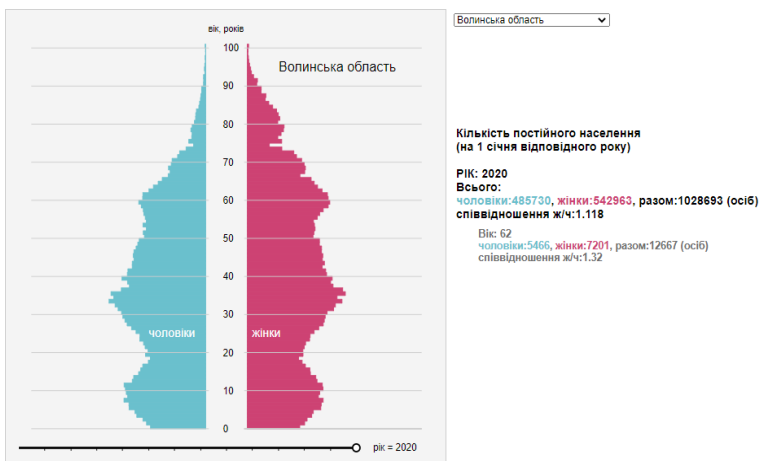 вік, років
Волинська область
100
90
80
70
60
50
40
30
20
10
0
чоловіки
жінки
рік = 2020
Волинська область
Кількість постійного населення
(на 1 січня відповідного року)
РІК: 2020
Всього:
чоловіки:485730, жінки:542963, разом:1028693 (осіб)
співвідношення ж/ч:1.118
Вік: 62
чоловіки:5466, жінки:7201, разом:12667 (осіб)
співвідношення ж/ч:1.32